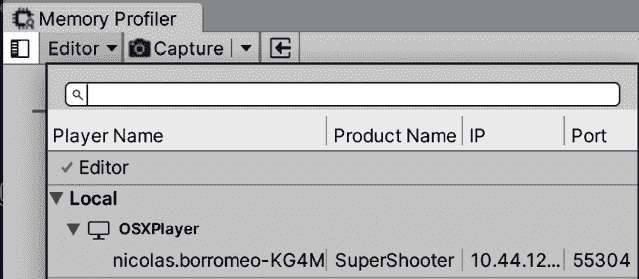 Memory Profiler
Editor Capture
Player Name Product Name IP Port
Editor
Local
OSXPlayer
nicolas.borromeo-KG4M SuperShooter 10.44.12... 55304